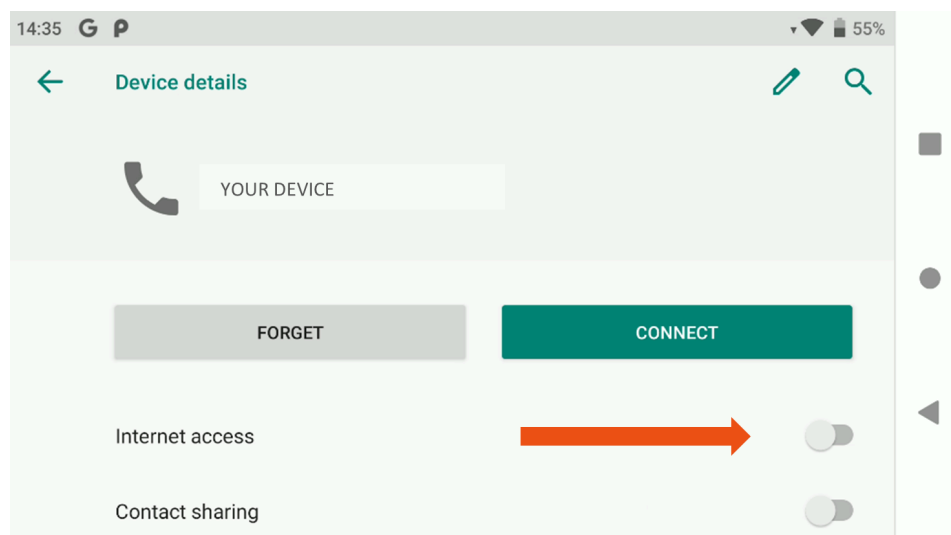 14:35 G P 55%
Device details
YOUR DEVICE
FORGET CONNECT
Internet access
Contact sharing